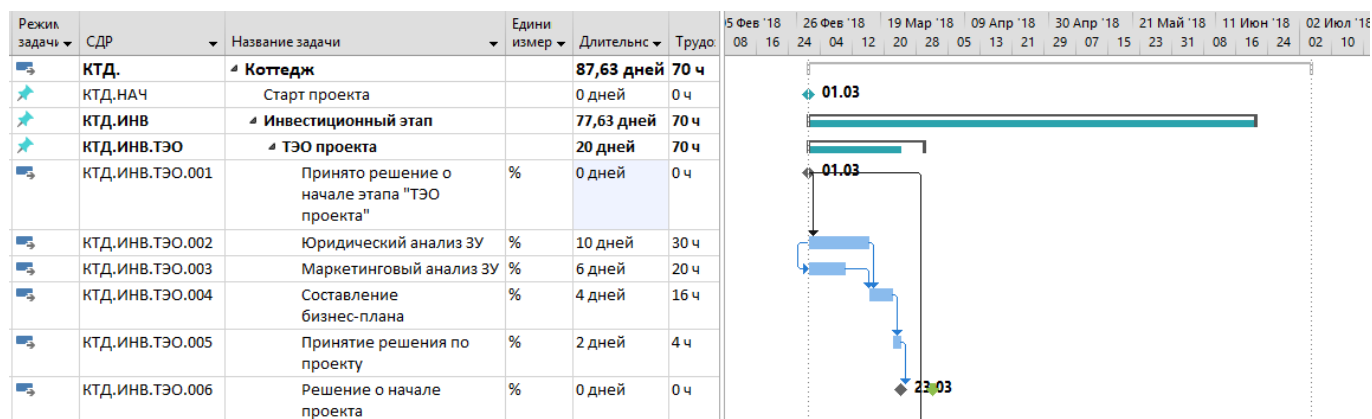 Режим задачи СДР Название задачи Едини измер Длительнс Трудо
5 Фев '18 26 Фев '18 19 Мар '18 09 Апр '18 30 Апр '18 21 Май '18 11 Июн '18 02 Июл '18
08 16 24 04 12 20 28 05 13 21 29 07 15 23 31 08 16 24 02 10
КТД. Коттедж 87,63 дней 70 ч
КТД.НАЧ Старт проекта 0 дней 0 ч 01.03
КТД.ИНВ Инвестиционный этап 77,63 дней 70 ч
КТД.ИНВ.ТЭО ТЭО проекта 20 дней 70 ч
КТД.ИНВ.ТЭО.001 Принято решение о % 0 дней 0 ч 01.03
начале этапа "ТЭО
проекта"
КТД.ИНВ.ТЭО.002 Юридический анализ ЗУ % 10 дней 30 ч
КТД.ИНВ.ТЭО.003 Маркетинговый анализ ЗУ % 6 дней 20 ч
КТД.ИНВ.ТЭО.004 Составление % 4 дней 16 ч
бизнес-плана
КТД.ИНВ.ТЭО.005 Принятие решения по % 2 дней 4 ч
проекту
КТД.ИНВ.ТЭО.006 Решение о начале % 0 дней 0 ч 23.03
проекта